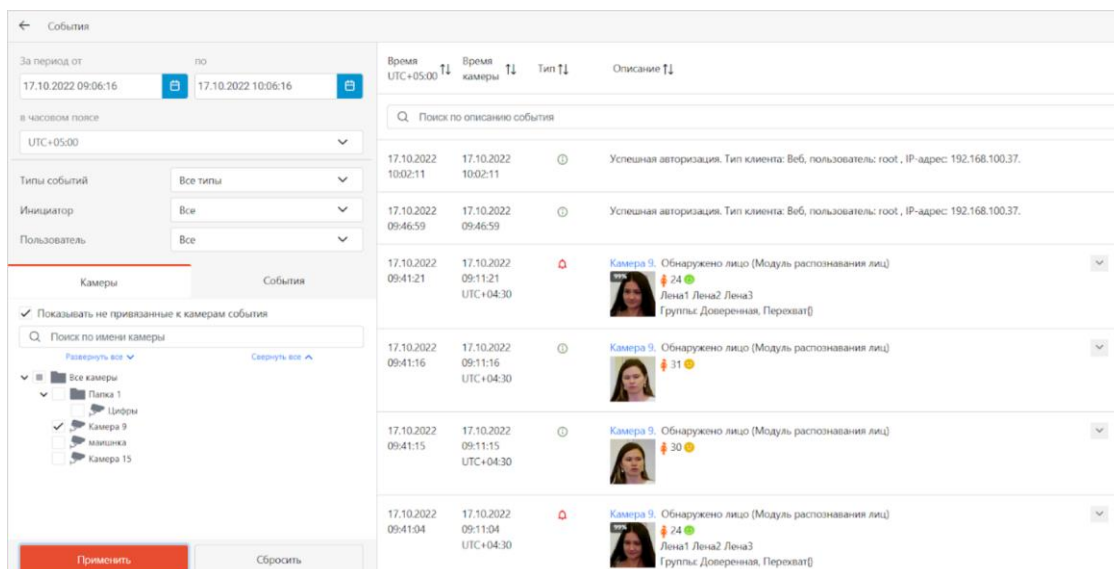 События
За период от
по
17.10.2022 09:06:16
17.10.2022 10:06:16
в часовом поясе
UTC+05:00
Типы событий
Все типы
Инициатор
Все
Пользователь
Все
Камеры
События
Показывать не привязанные к камерам события
Поиск по имени камеры
Развернуть все
Свернуть все
Все камеры
Папка 1
Цифры
Камера 9
машинка
Камера 15
Применить
Сбросить
Время UTC+05:00
Время камеры
Тип
Описание
Поиск по описанию события
17.10.2022 10:02:11
17.10.2022 10:02:11
Успешная авторизация. Тип клиента: Веб, пользователь: root , IP-адрес: 192.168.100.37.
17.10.2022 09:46:59
17.10.2022 09:46:59
Успешная авторизация. Тип клиента: Веб, пользователь: root , IP-адрес: 192.168.100.37.
17.10.2022 09:41:21
17.10.2022 09:11:21 UTC+04:30
Камера 9. Обнаружено лицо (Модуль распознавания лиц)
99%
24
Лена1 Лена2 Лена3
Группы: Доверенная, Перехват()
17.10.2022 09:41:16
17.10.2022 09:11:16 UTC+04:30
Камера 9. Обнаружено лицо (Модуль распознавания лиц)
31
17.10.2022 09:41:15
17.10.2022 09:11:15 UTC+04:30
Камера 9. Обнаружено лицо (Модуль распознавания лиц)
30
17.10.2022 09:41:04
17.10.2022 09:11:04 UTC+04:30
Камера 9. Обнаружено лицо (Модуль распознавания лиц)
99%
24
Лена1 Лена2 Лена3
Группы: Доверенная, Перехват()